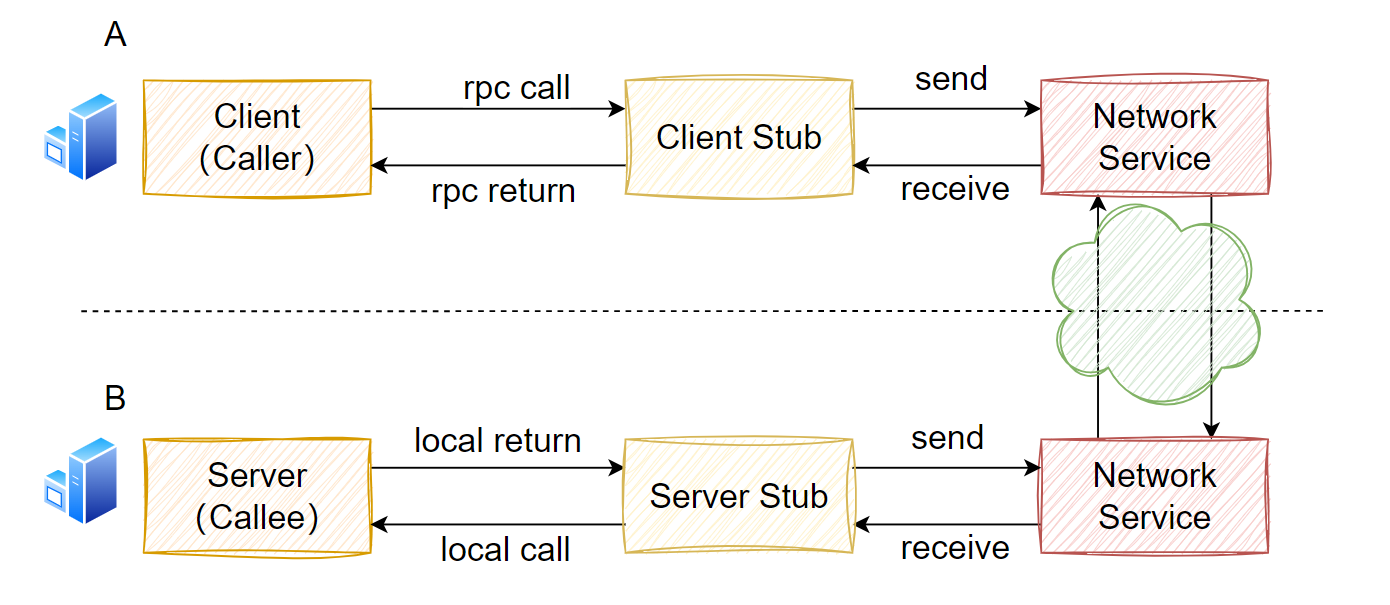 A
Client
(Caller)
rpc call
rpc return
Client Stub
send
receive
Network
Service
B
Server
(Callee)
local return
local call
Server Stub
send
receive
Network
Service